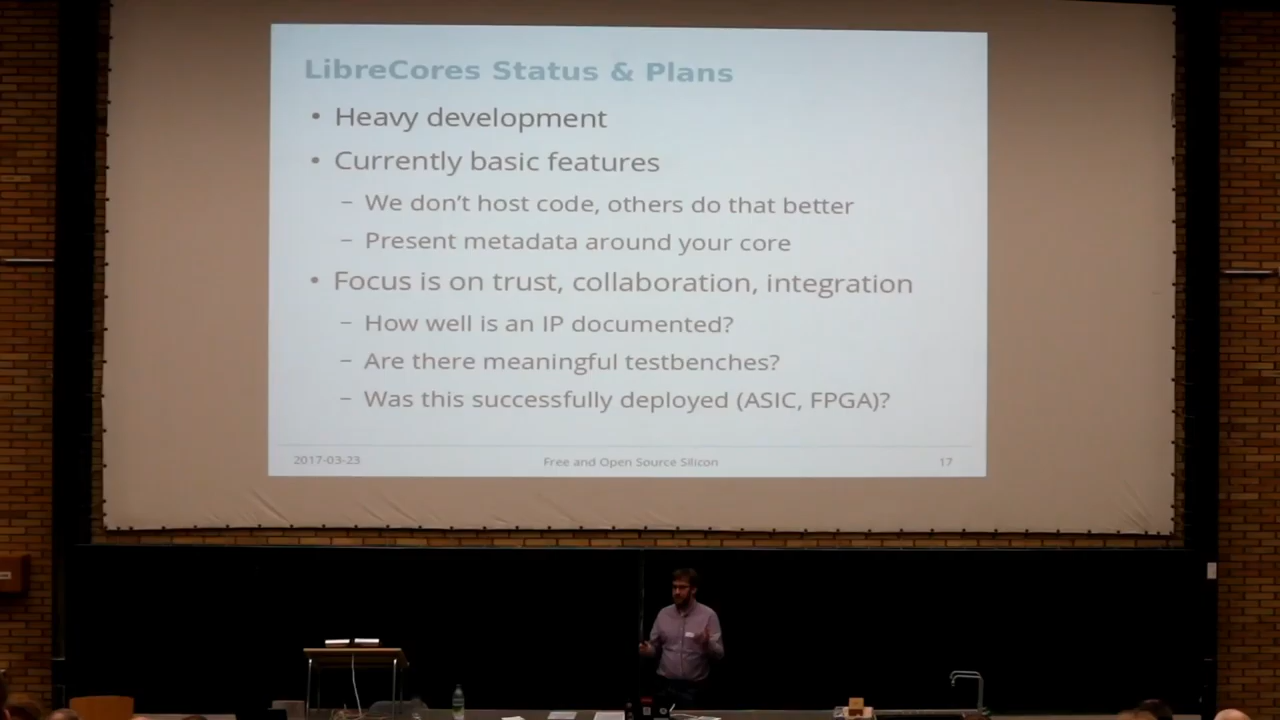 LibreCores Status & Plans
• Heavy development
• Currently basic features
– We don't host code, others do that better
– Present metadata around your core
• Focus is on trust, collaboration, integration
– How well is an IP documented?
– Are there meaningful testbenches?
– Was this successfully deployed (ASIC, FPGA)?
2017-03-23 Free and Open Source Silicon 17